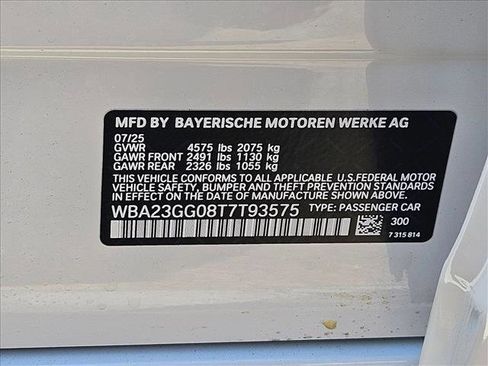 MFD BY BAYERISCHE MOTOREN WERKE AG
07/25
GVWR 4575 lbs 2075 kg
GAWR FRONT 2491 lbs 1130 kg
GAWR REAR 2326 lbs 1055 kg
THIS VEHICLE CONFORMS TO ALL APPLICABLE U.S.FEDERAL MOTOR
VEHICLE SAFETY, BUMPER, AND THEFT PREVENTION STANDARDS
IN EFFECT ON THE DATE OF MANUFACTURE SHOWN ABOVE.
WBA23GG08T7T93575 TYPE: PASSENGER CAR
300
7 315 814